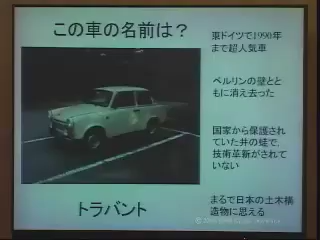 この車の名前は？
東ドイツで1990年
まで超人気車
ベルリンの壁とと
もに消え去った
国家から保護され
ていた井の蛙で、
技術革新がされて
いない
トラバント
まるで日本の土木構
造物に思える